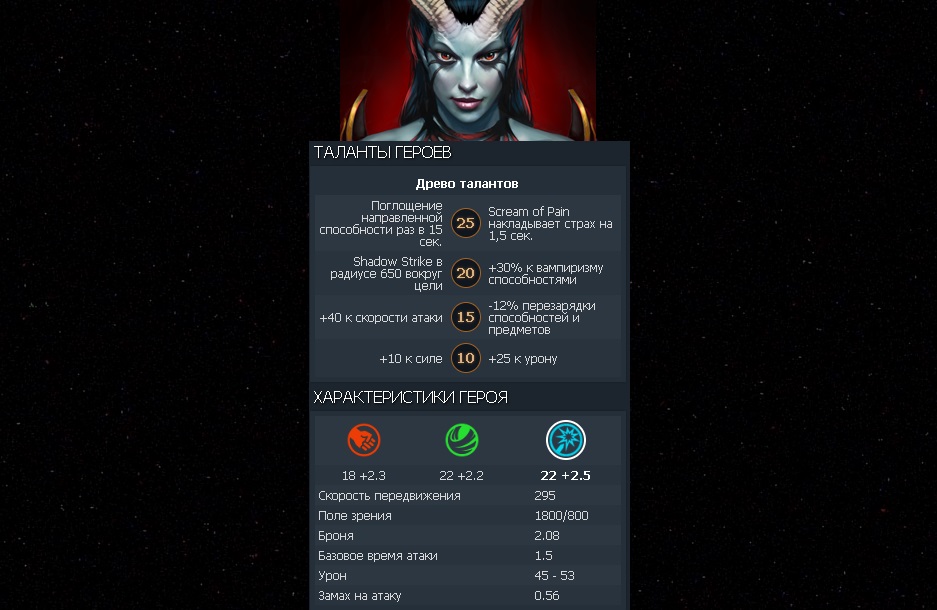 ТАЛАНТЫ ГЕРОЕВ
Древо талантов
Поглощение
направленной
способности раз в 15
сек.
25
Scream of Pain
накладывает страх на
1,5 сек.
Shadow Strike в
радиусе 650 вокруг
цели
20
+30% к вампиризму
способностями
+40 к скорости атаки
15
-12% перезарядки
способностей и
предметов
+10 к силе
10
+25 к урону
ХАРАКТЕРИСТИКИ ГЕРОЯ
18 +2.3 22 +2.2 22 +2.5
Скорость передвижения 295
Поле зрения 1800/800
Броня 2.08
Базовое время атаки 1.5
Урон 45 - 53
Замах на атаку 0.56